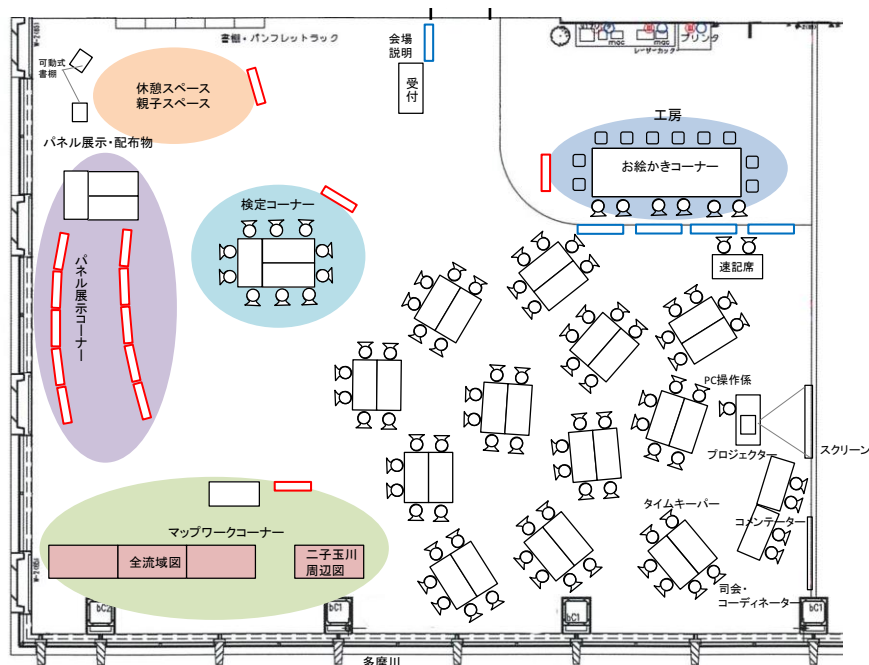 書棚・パンフレットラック
会場
説明
プリンタ
mac
mac
レーザーカッタ
可動式
書棚
休憩スペース
親子スペース
受付
工房
パネル展示・配布物
お絵かきコーナー
検定コーナー
速記席
パネル展示コーナー
PC操作係
プロジェクター
スクリーン
マップワークコーナー
タイムキーパー
コメンテーター
全流域図
二子玉川
周辺図
司会・
コーディネーター
bC2
bC1
bC1
bC1
多摩川